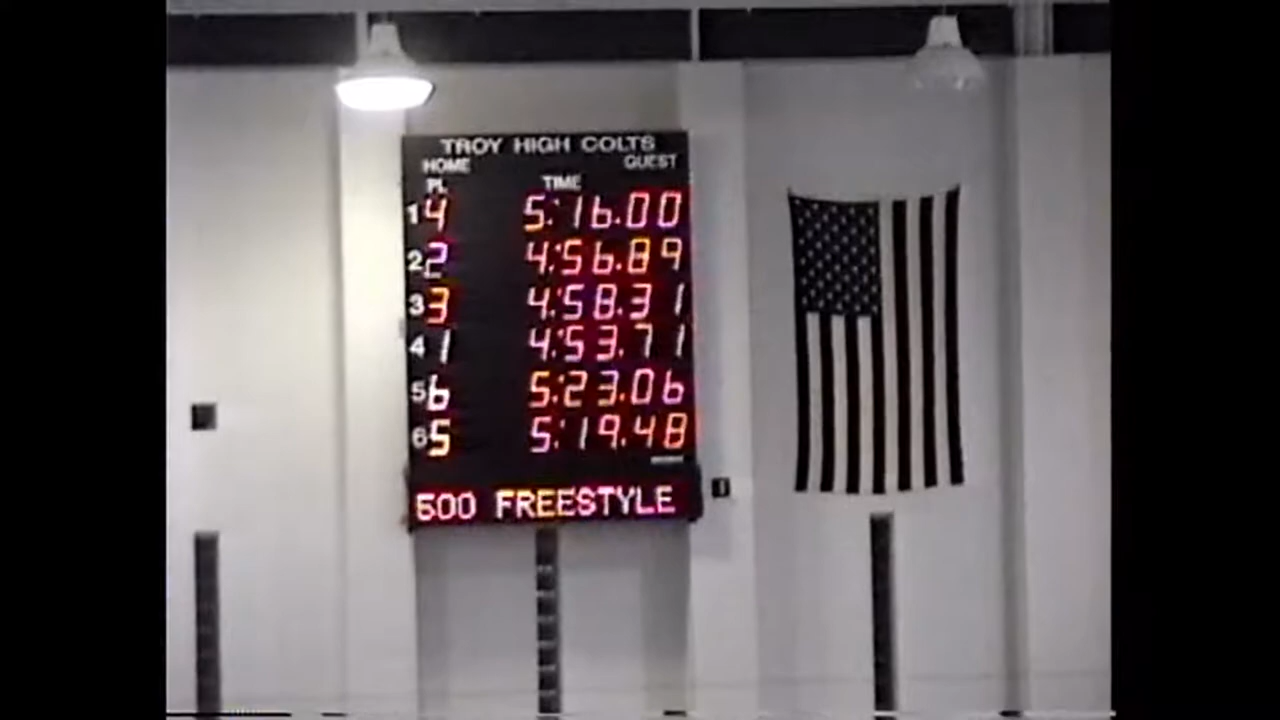 TROY HIGH COLTS
HOME GUEST
PL TIME
1 4 5:16.00
2 2 4:56.89
3 3 4:58.31
4 1 4:53.71
5 6 5:23.06
6 5 5:19.48
500 FREESTYLE